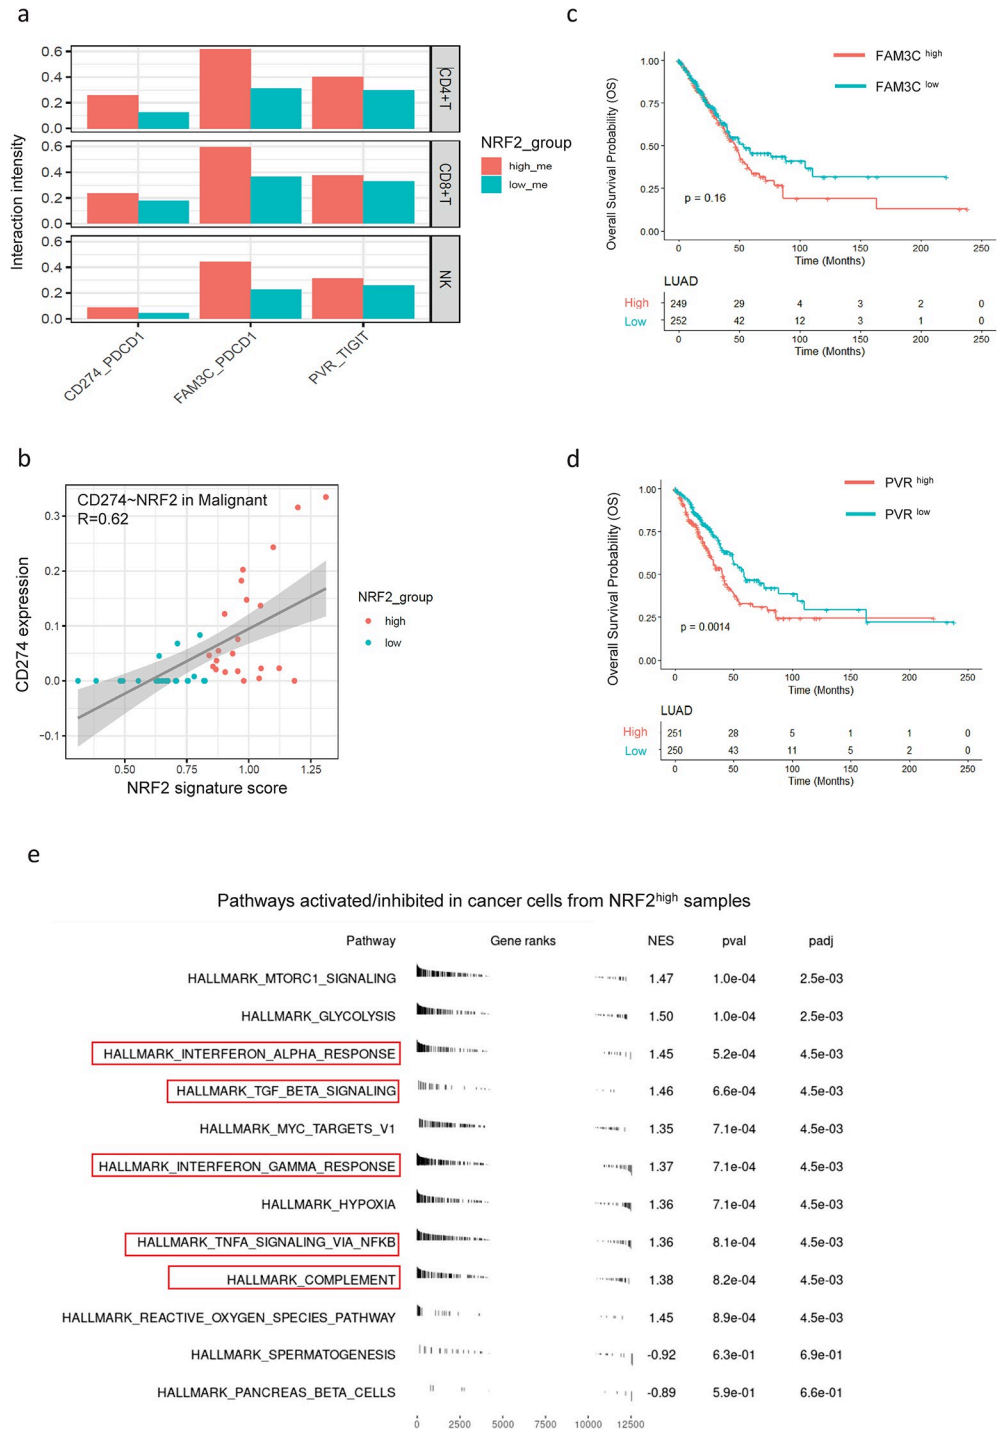 a
0.6
0.4
0.2
0.0
CD4+T
0.6
0.4
0.2
0.0
CD8+T
0.6
0.4
0.2
0.0
NK
Interaction intensity
CD274_PDCD1
FAM3C_PDCD1
PVR_TIGIT
NRF2_group
high_me
low_me
c
FAM3C high
FAM3C low
1.00
0.75
0.50
0.25
0.00
Overall Survival Probability (OS)
p = 0.16
0 50 100 150 200 250
Time (Months)
LUAD
High 249 29 4 3 2 0
Low 252 42 12 3 1 0
0 50 100 150 200 250
Time (Months)
b
CD274~NRF2 in Malignant
R=0.62
0.3
0.2
0.1
0.0
−0.1
CD274 expression
0.50 0.75 1.00 1.25
NRF2 signature score
NRF2_group
high
low
d
PVR high
PVR low
1.00
0.75
0.50
0.25
0.00
Overall Survival Probability (OS)
p = 0.0014
0 50 100 150 200 250
Time (Months)
LUAD
High 251 28 5 1 1 0
Low 250 43 11 5 2 0
0 50 100 150 200 250
Time (Months)
e
Pathways activated/inhibited in cancer cells from NRF2high samples
Pathway Gene ranks NES pval padj
HALLMARK_MTORC1_SIGNALING 1.47 1.0e-04 2.5e-03
HALLMARK_GLYCOLYSIS 1.50 1.0e-04 2.5e-03
HALLMARK_INTERFERON_ALPHA_RESPONSE 1.45 5.2e-04 4.5e-03
HALLMARK_TGF_BETA_SIGNALING 1.46 6.6e-04 4.5e-03
HALLMARK_MYC_TARGETS_V1 1.35 7.1e-04 4.5e-03
HALLMARK_INTERFERON_GAMMA_RESPONSE 1.37 7.1e-04 4.5e-03
HALLMARK_HYPOXIA 1.36 7.1e-04 4.5e-03
HALLMARK_TNFA_SIGNALING_VIA_NFKB 1.36 8.1e-04 4.5e-03
HALLMARK_COMPLEMENT 1.38 8.2e-04 4.5e-03
HALLMARK_REACTIVE_OXYGEN_SPECIES_PATHWAY 1.45 8.9e-04 4.5e-03
HALLMARK_SPERMATOGENESIS -0.92 6.3e-01 6.9e-01
HALLMARK_PANCREAS_BETA_CELLS -0.89 5.9e-01 6.6e-01
0 2500 5000 7500 10000 12500